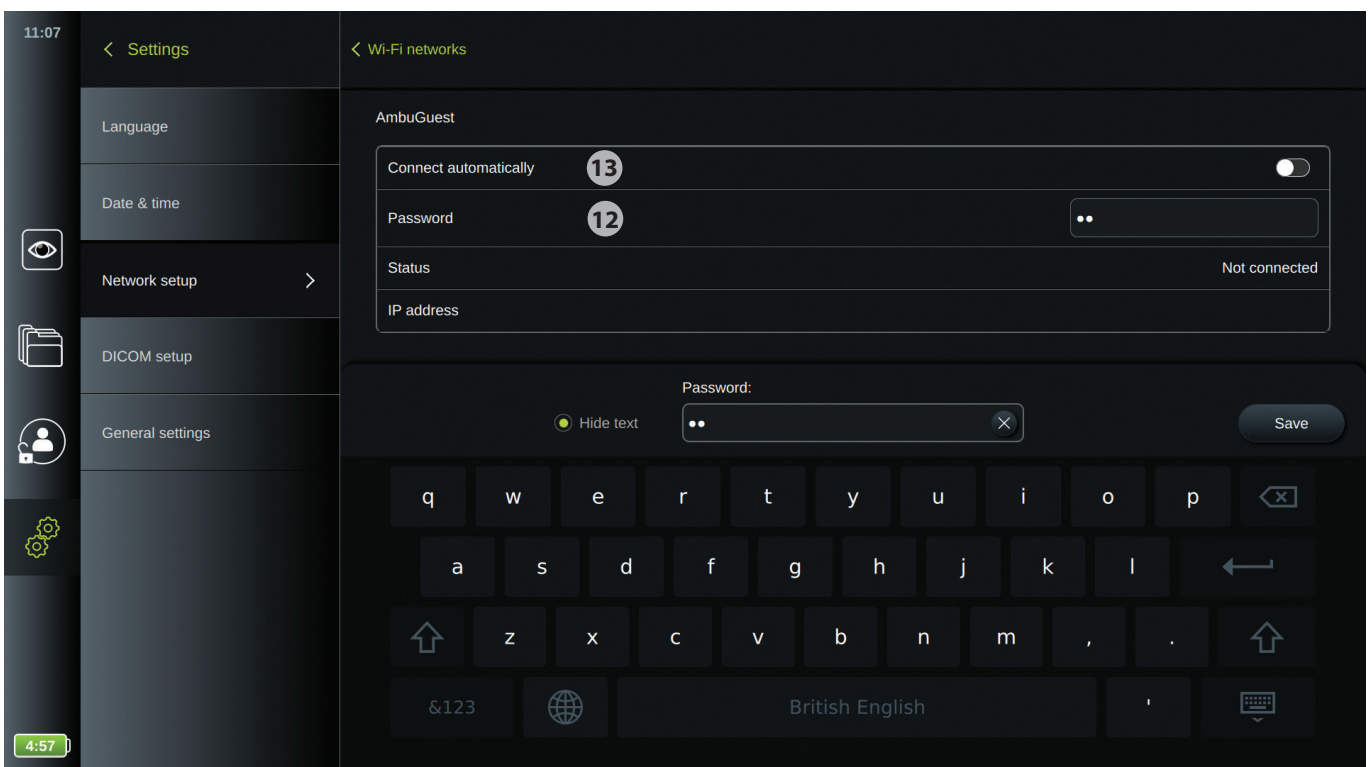 11:07
Settings
Wi-Fi networks
Language
Date & time
Network setup
DICOM setup
General settings
AmbuGuest
Connect automatically 13
Password 12 ••
Status Not connected
IP address
Password:
Hide text •• Save
q w e r t y u i o p
a s d f g h j k l
z x c v b n m , .
&123 British English '
4:57